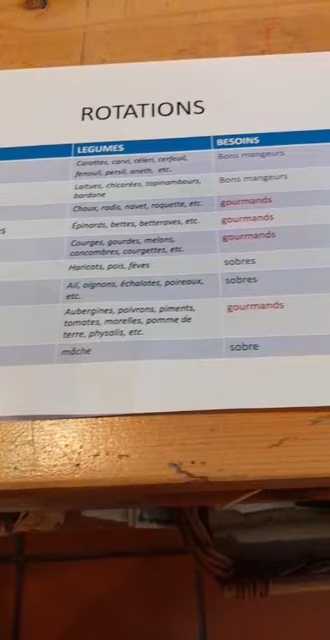 ROTATIONS
LEGUMES BESOINS
Carottes, carvi, céleri, cerfeuil, Bons mangeurs
fenouil, persil, aneth, etc.
Laitues, chicorées, topinambours, Bons mangeurs
bardane
Choux, radis, navet, roquette, etc. gourmands
Épinards, bettes, betteraves, etc. gourmands
Courges, gourdes, melons, gourmands
concombres, courgettes, etc.
Haricots, pois, fèves sobres
Ail, oignons, échalotes, poireaux, sobres
etc.
Aubergines, poivrons, piments, gourmands
tomates, morelles, pomme de
terre, physalis, etc.
mâche sobre